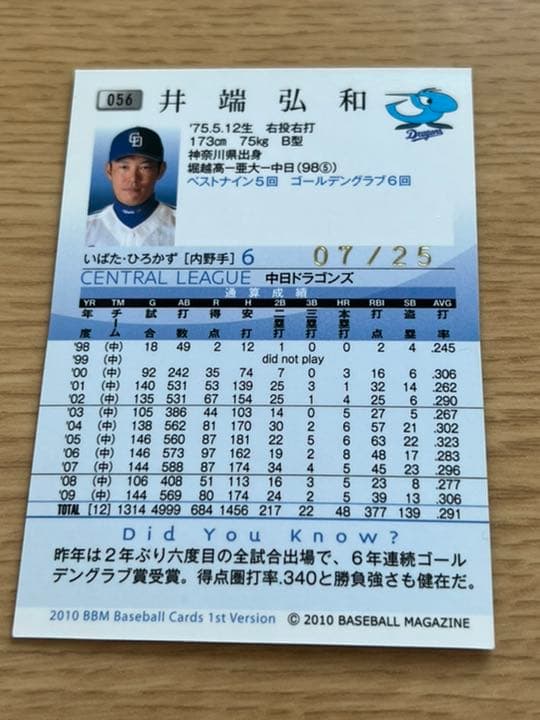 056 井端弘和
Dragons
'75.5.12生 右投右打
173cm 75kg B型
神奈川県出身
堀越高ー亜大ー中日(98⑤)
ベストナイン5回 ゴールデングラブ6回
CD
いばた・ひろかず [内野手] 6
07/25
CENTRAL LEAGUE 中日ドラゴンズ
通算成績
YR TM G AB R H 2B 3B HR RBI SB AVG
年度 チーム 試合 打数 得点 安打 二塁打 三塁打 本塁打 打点 盗塁 打率
'98 (中) 18 49 2 12 1 0 0 2 4 .245
'99 (中) did not play
'00 (中) 92 242 35 74 7 0 3 16 6 .306
'01 (中) 140 531 53 139 25 3 1 32 14 .262
'02 (中) 135 531 67 154 25 1 4 25 6 .290
'03 (中) 105 386 44 103 14 0 5 27 5 .267
'04 (中) 138 562 81 170 30 2 6 57 21 .302
'05 (中) 146 560 87 181 22 5 6 63 22 .323
'06 (中) 146 573 97 162 19 2 8 48 17 .283
'07 (中) 144 588 87 174 34 4 5 45 23 .296
'08 (中) 106 408 51 113 16 3 5 23 8 .277
'09 (中) 144 569 80 174 24 2 5 39 13 .306
TOTAL [12] 1314 4999 684 1456 217 22 48 377 139 .291
Did You Know?
昨年は2年ぶり六度目の全試合出場で、6年連続ゴール
デングラブ賞受賞。得点圏打率.340と勝負強さも健在だ。
2010 BBM Baseball Cards 1st Version © 2010 BASEBALL MAGAZINE